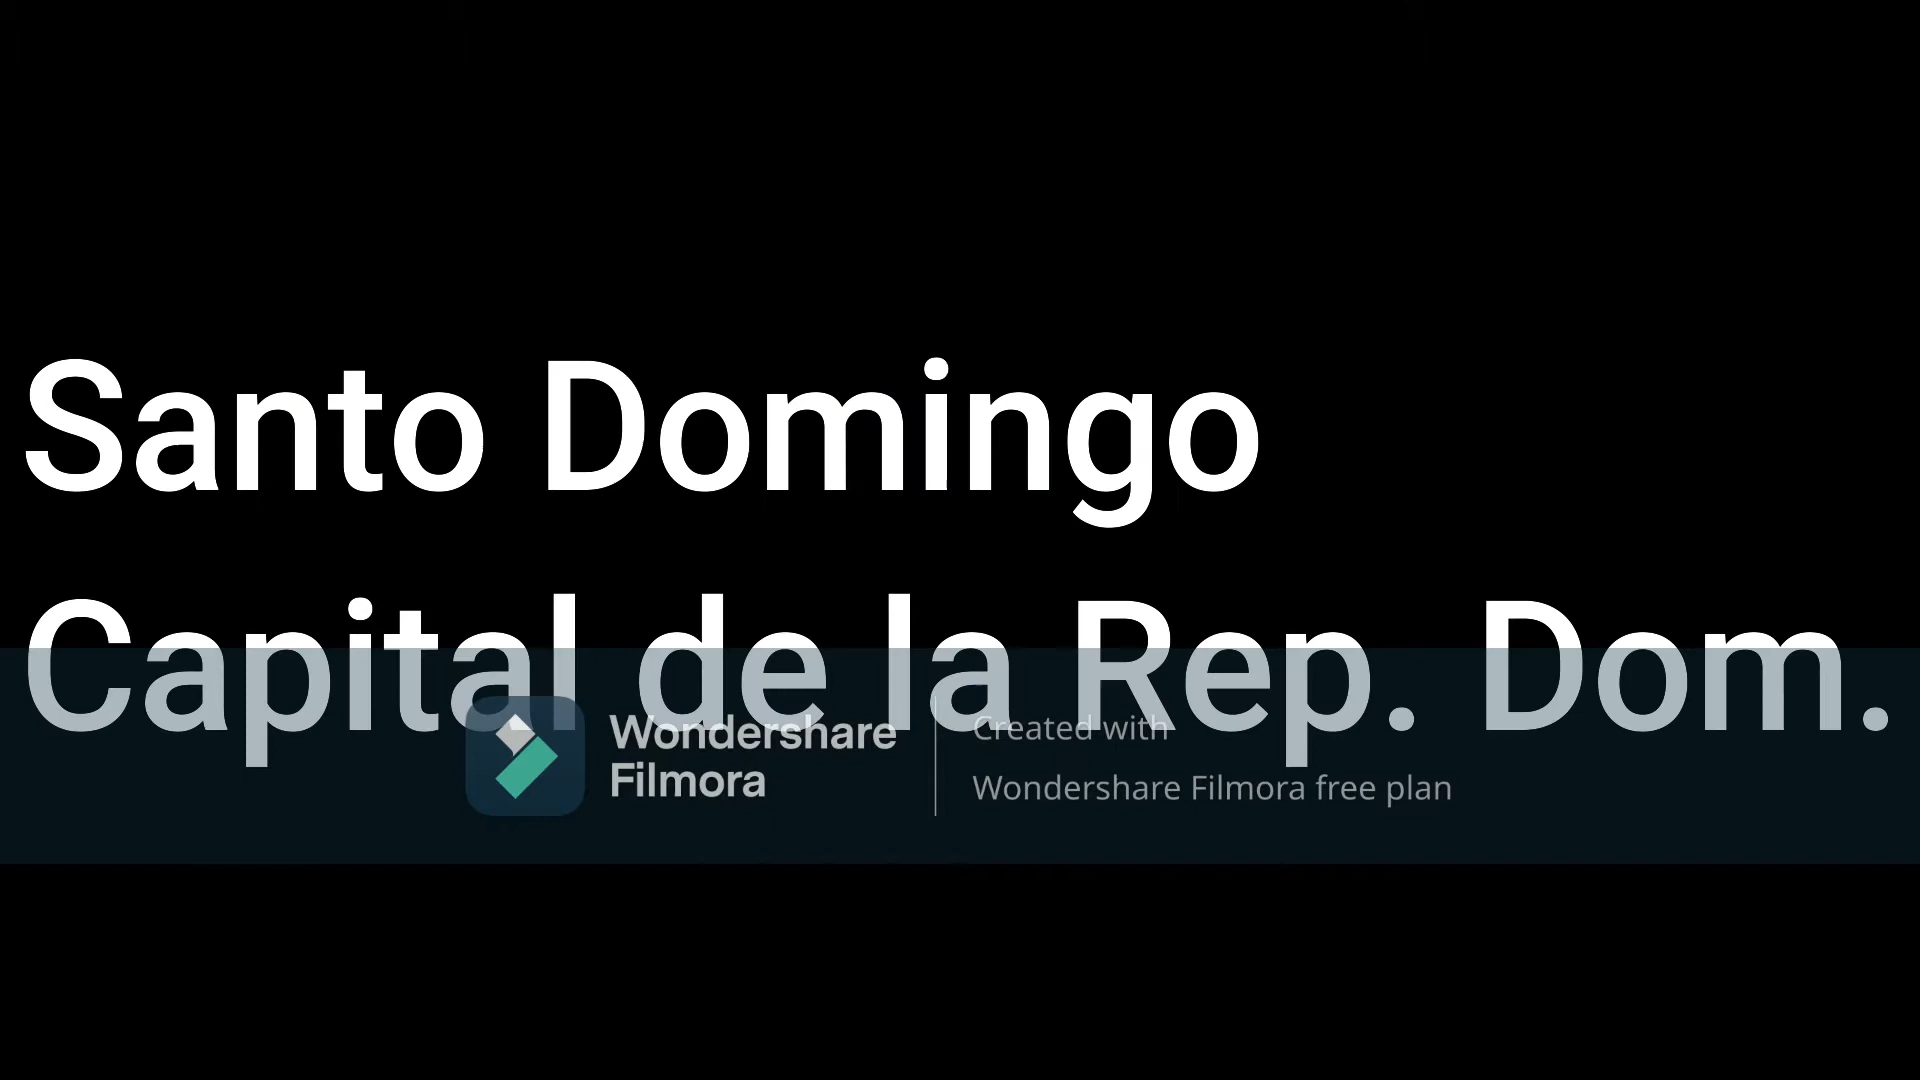 Santo Domingo
Capital de la Rep. Dom.
Wondershare
Filmora
Created with
Wondershare Filmora free plan